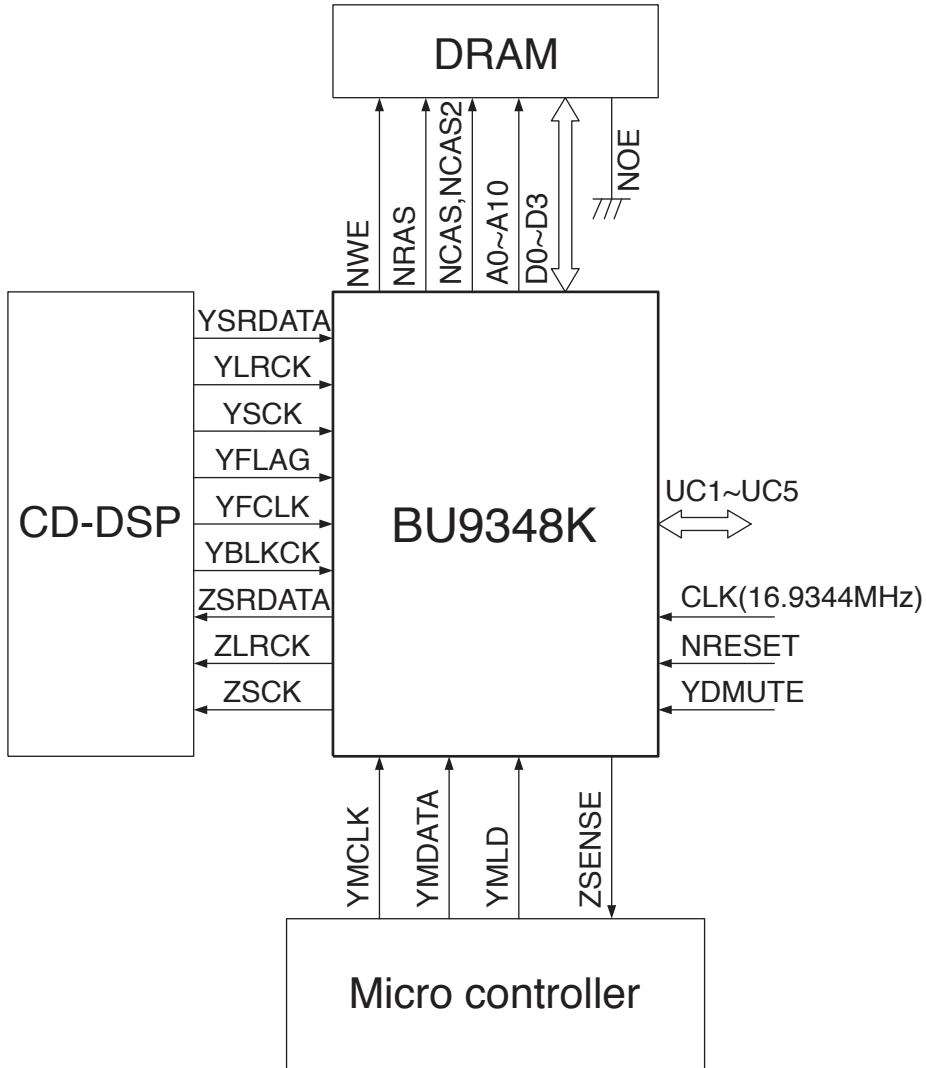 DRAM
NWE
NRAS
NCAS,NCAS2
A0~A10
D0~D3
NOE
CD-DSP
YSRDATA
YLRCK
YSCK
YFLAG
YFCLK
YBLKCK
ZSRDATA
ZLRCK
ZSCK
BU9348K
UC1~UC5
CLK(16.9344MHz)
NRESET
YDMUTE
YMCLK
YMDATA
YMLD
ZSENSE
Micro controller